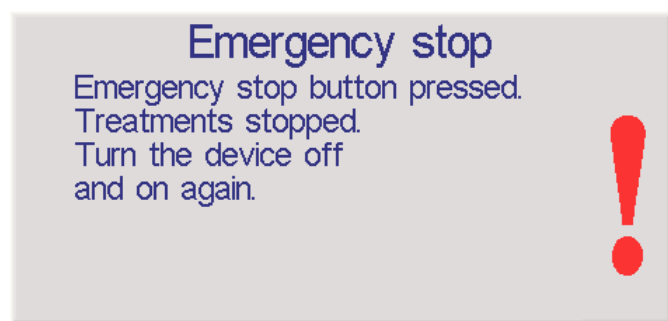 Emergency stop
Emergency stop button pressed.
Treatments stopped.
Turn the device off
and on again.
!